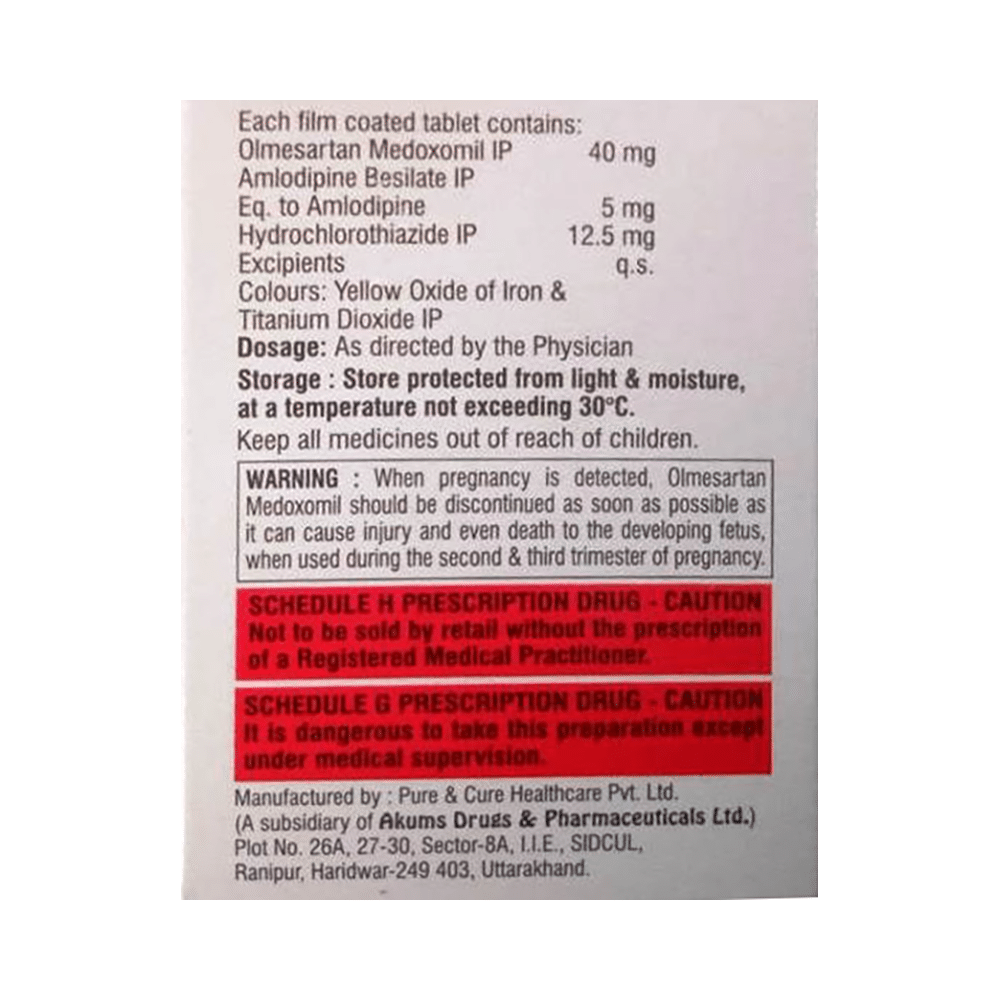 Each film coated tablet contains:
Olmesartan Medoxomil IP 40 mg
Amlodipine Besilate IP
Eq. to Amlodipine 5 mg
Hydrochlorothiazide IP 12.5 mg
Excipients q.s.
Colours: Yellow Oxide of Iron &
Titanium Dioxide IP
Dosage: As directed by the Physician
Storage : Store protected from light & moisture,
at a temperature not exceeding 30°C.
Keep all medicines out of reach of children.
WARNING : When pregnancy is detected, Olmesartan
Medoxomil should be discontinued as soon as possible as
it can cause injury and even death to the developing fetus,
when used during the second & third trimester of pregnancy.
SCHEDULE H PRESCRIPTION DRUG - CAUTION
Not to be sold by retail without the prescription
of a Registered Medical Practitioner.
SCHEDULE G PRESCRIPTION DRUG - CAUTION
It is dangerous to take this preparation except
under medical supervision.
Manufactured by : Pure & Cure Healthcare Pvt. Ltd.
(A subsidiary of Akums Drugs & Pharmaceuticals Ltd.)
Plot No. 26A, 27-30, Sector-8A, I.I.E., SIDCUL,
Ranipur, Haridwar-249 403, Uttarakhand.